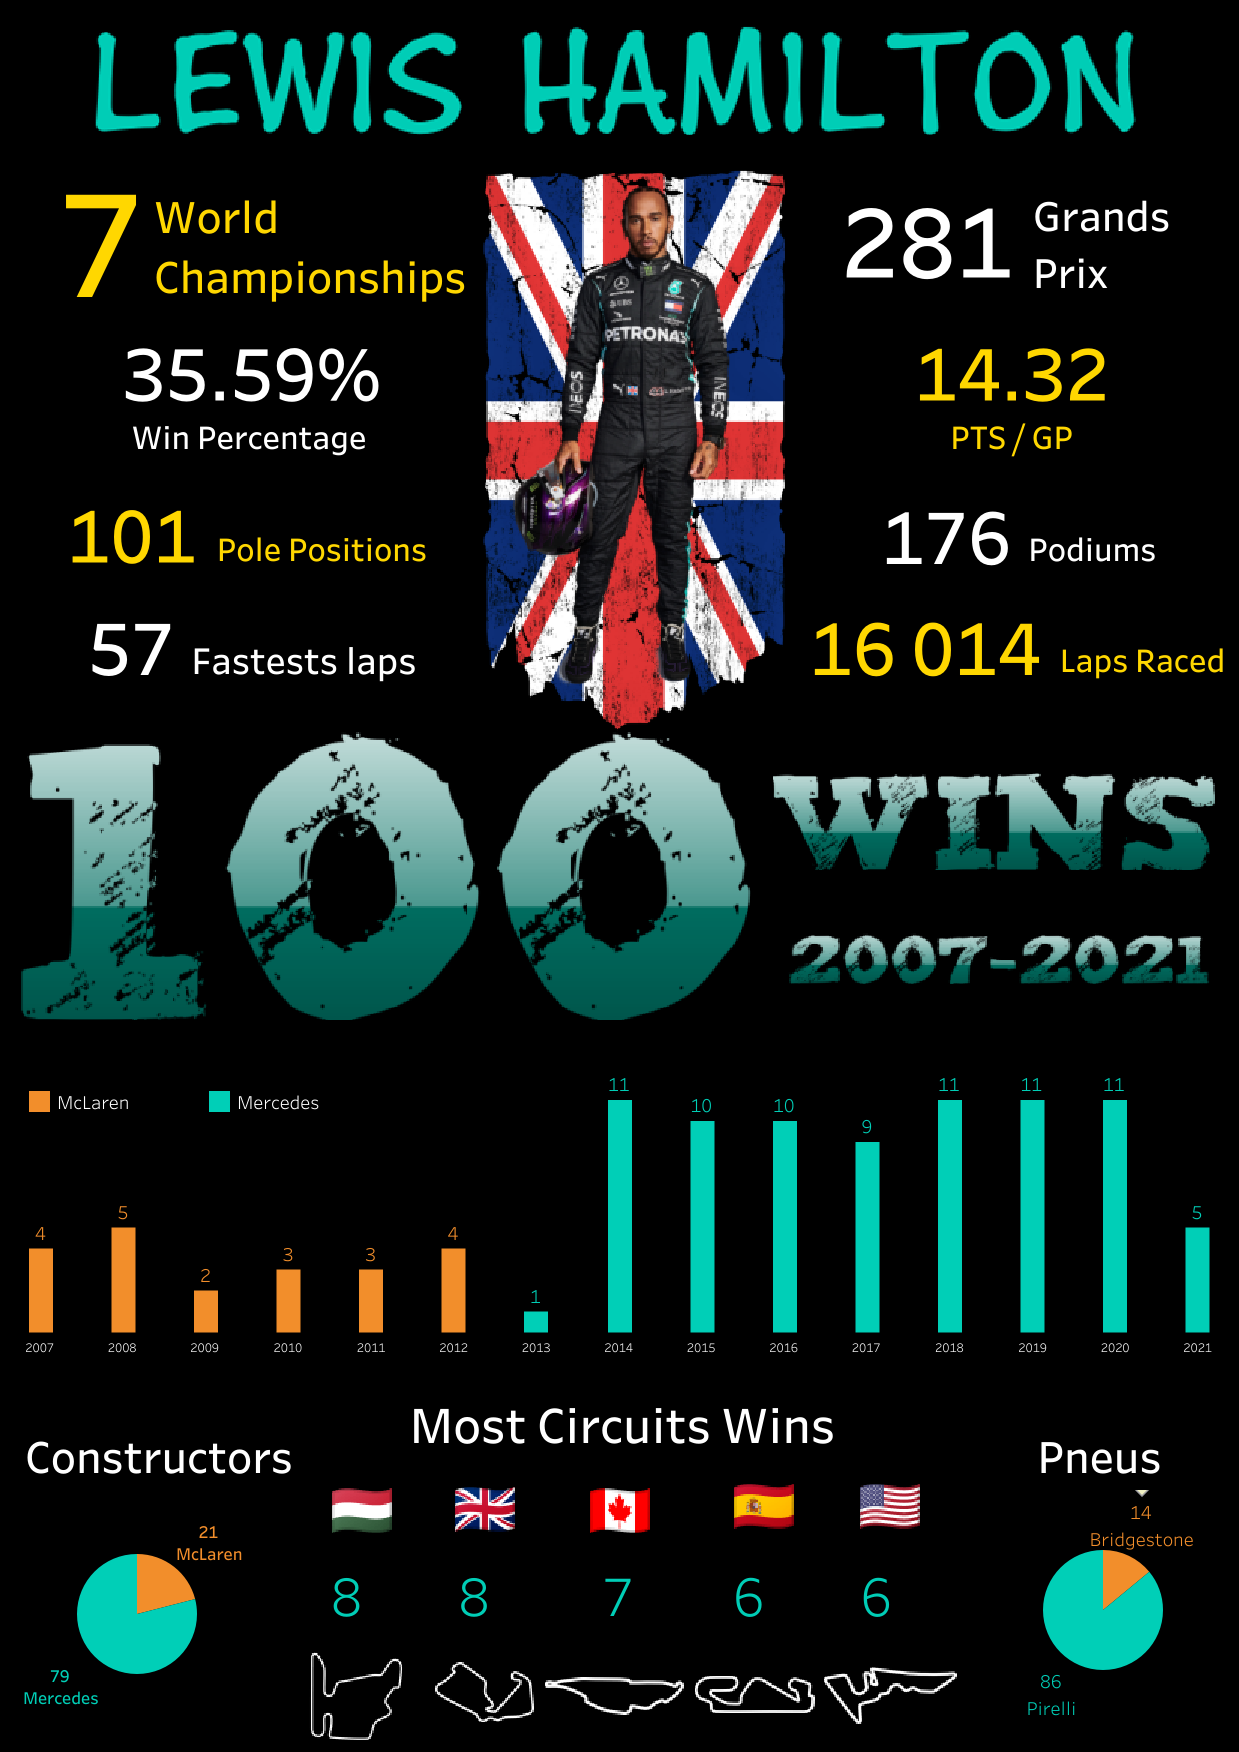 LEWIS HAMILTON
7 World Championships
281 Grands Prix
35.59%
Win Percentage
14.32
PTS / GP
101 Pole Positions
176 Podiums
57 Fastests laps
16 014 Laps Raced
PETRONAS
INEOS
INEOS
100 WINS
2007-2021
McLaren
Mercedes
4
5
2
3
3
4
1
11
10
10
9
11
11
11
5
2007
2008
2009
2010
2011
2012
2013
2014
2015
2016
2017
2018
2019
2020
2021
Constructors
21
McLaren
79
Mercedes
Most Circuits Wins
8
8
7
6
6
Pneus
14
Bridgestone
86
Pirelli